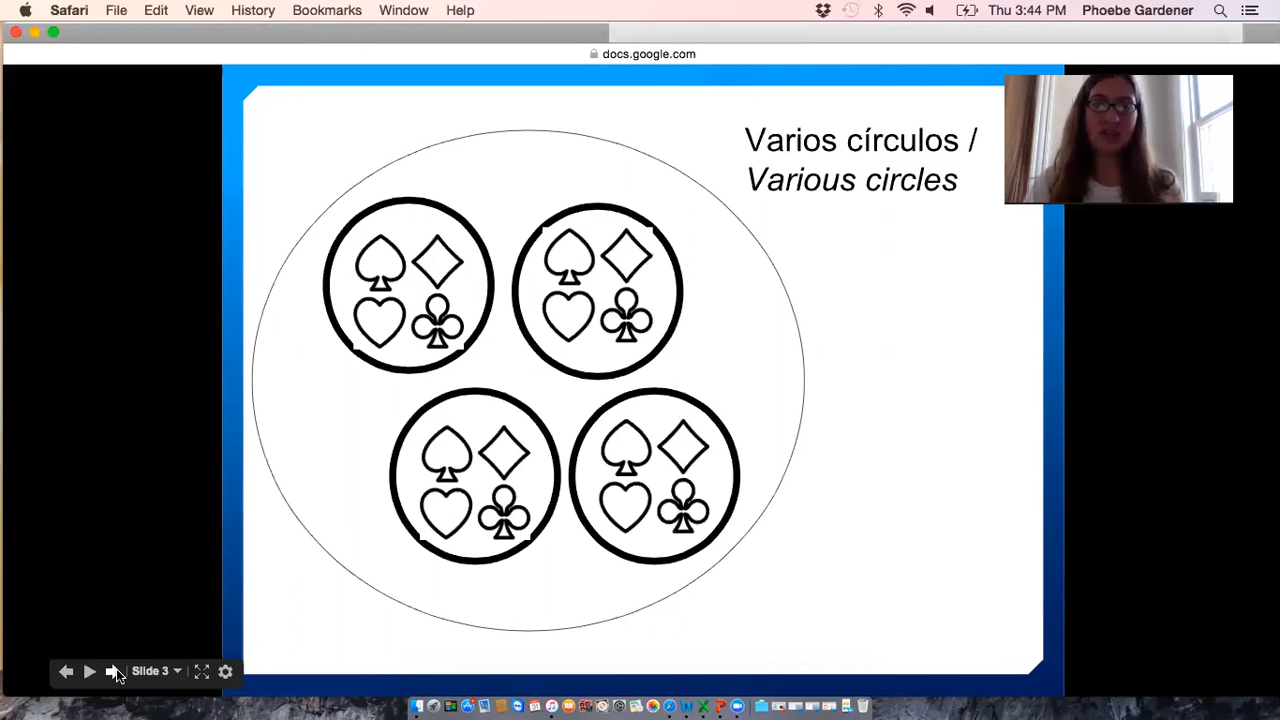 Safari File Edit View History Bookmarks Window Help Thu 3:44 PM Phoebe Gardener
docs.google.com
Varios círculos /
Various circles
Slide 3